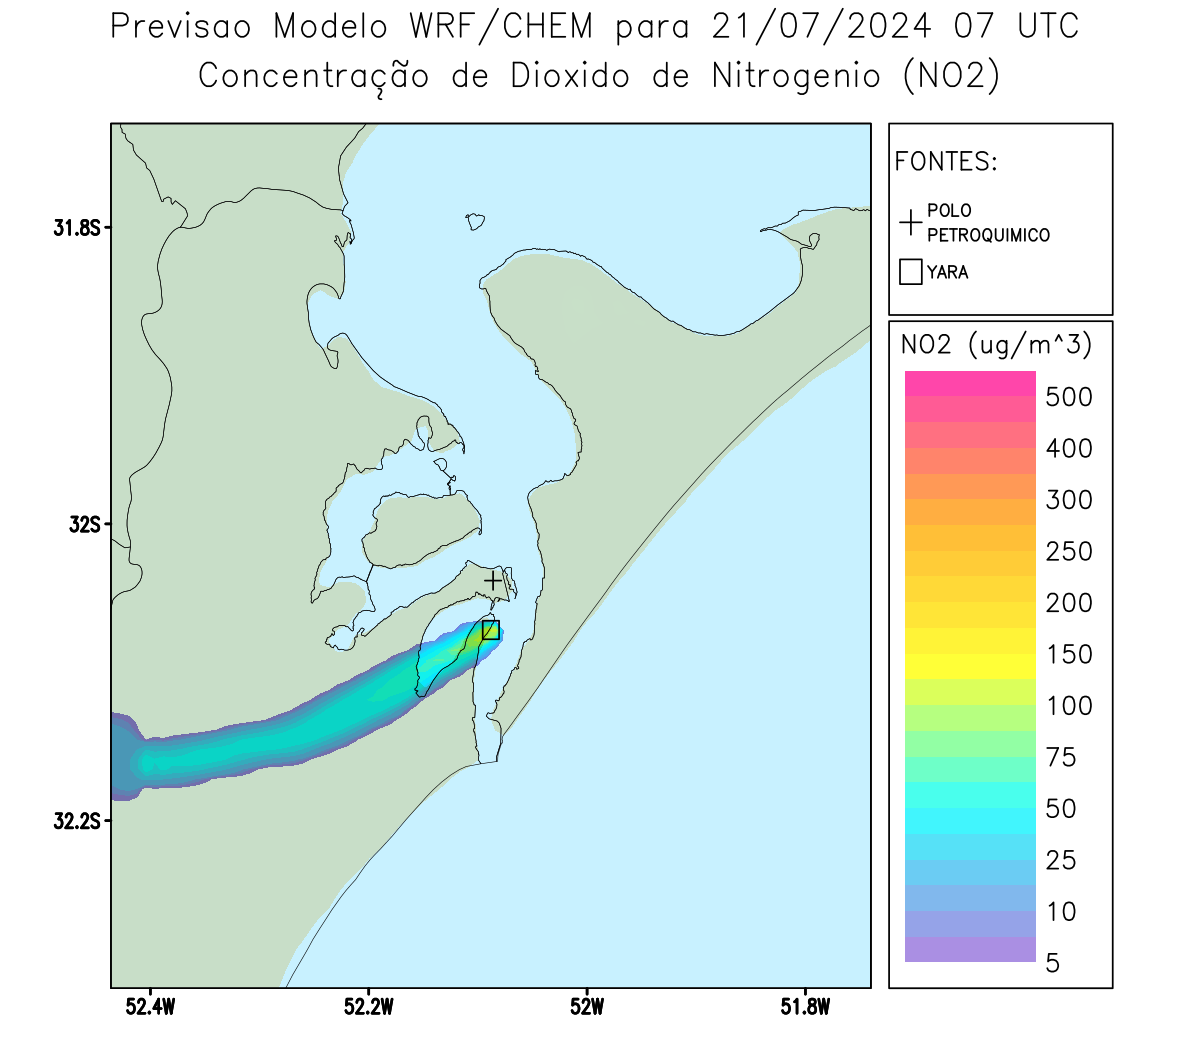 Previsao Modelo WRF/CHEM para 21/07/2024 07 UTC
Concentração de Dioxido de Nitrogenio (NO2)
FONTES:
POLO
PETROQUIMICO
YARA
NO2 (ug/m^3)
500
400
300
250
200
150
100
75
50
25
10
5
31.8S
32S
32.2S
52.4W
52.2W
52W
51.8W